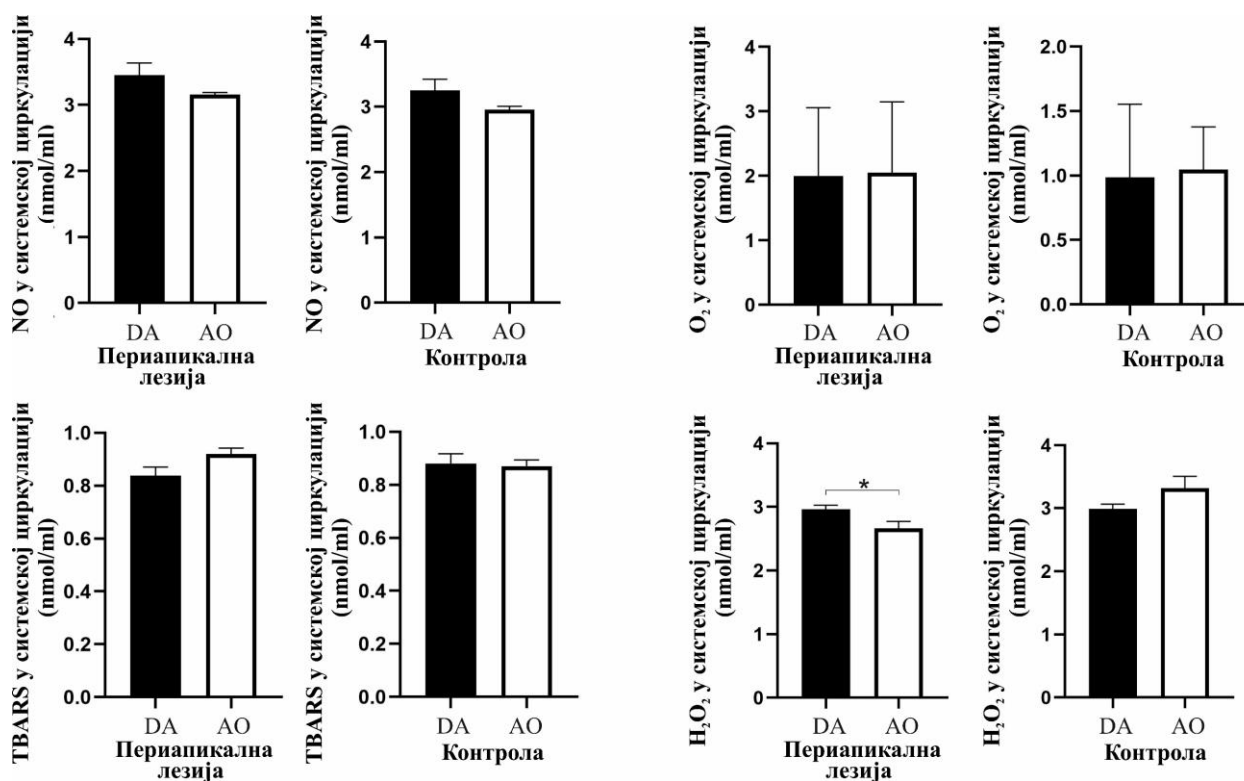 NO у системској циркулацији
(nmol/ml)
4
3
2
1
0
DA
AO
Периапикална
лезија
NO у системској циркулацији
(nmol/ml)
4
3
2
1
0
DA
AO
Контрола
O₂ у системској циркулацији
(nmol/ml)
4
3
2
1
0
DA
AO
Периапикална
лезија
O₂ у системској циркулацији
(nmol/ml)
2.0
1.5
1.0
0.5
0.0
DA
AO
Контрола
TBARS у системској циркулацији
(nmol/ml)
1.0
0.8
0.6
0.4
0.2
0.0
DA
AO
Периапикална
лезија
TBARS у системској циркулацији
(nmol/ml)
1.0
0.8
0.6
0.4
0.2
0.0
DA
AO
Контрола
H₂O₂ у системској циркулацији
(nmol/ml)
4
3
2
1
0
*
DA
AO
Периапикална
лезија
H₂O₂ у системској циркулацији
(nmol/ml)
4
3
2
1
0
DA
AO
Контрола